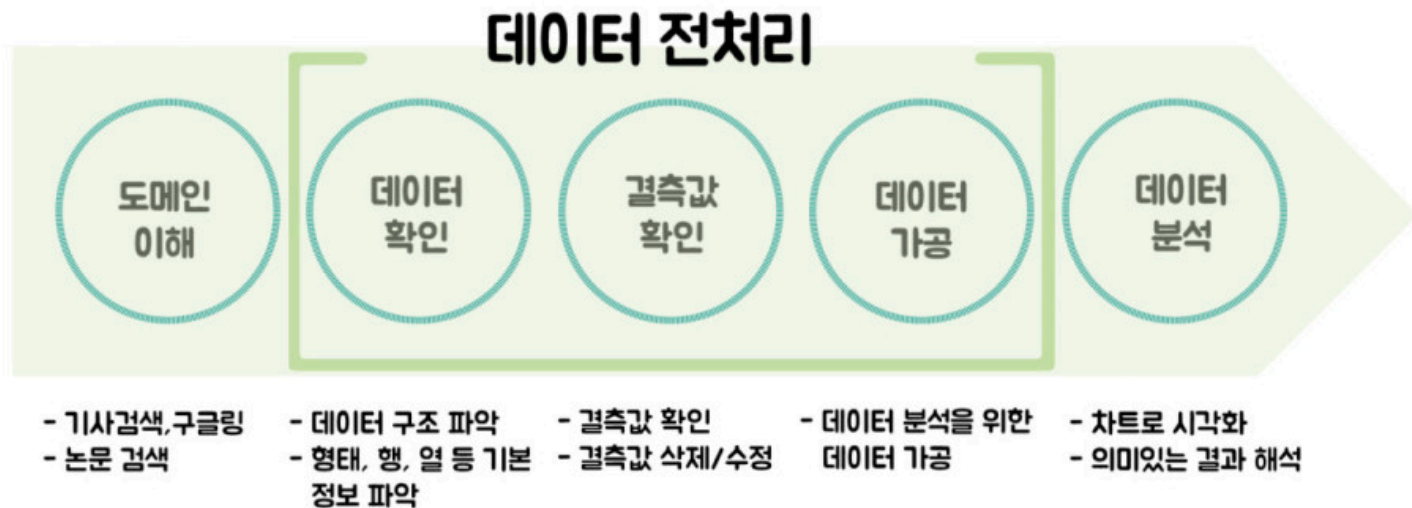 데이터 전처리
도메인
이해
데이터
확인
결측값
확인
데이터
가공
데이터
분석
- 기사검색,구글링
- 논문 검색
- 데이터 구조 파악
- 형태, 행, 열 등 기본
정보 파악
- 결측값 확인
- 결측값 삭제/수정
- 데이터 분석을 위한
데이터 가공
- 차트로 시각화
- 의미있는 결과 해석